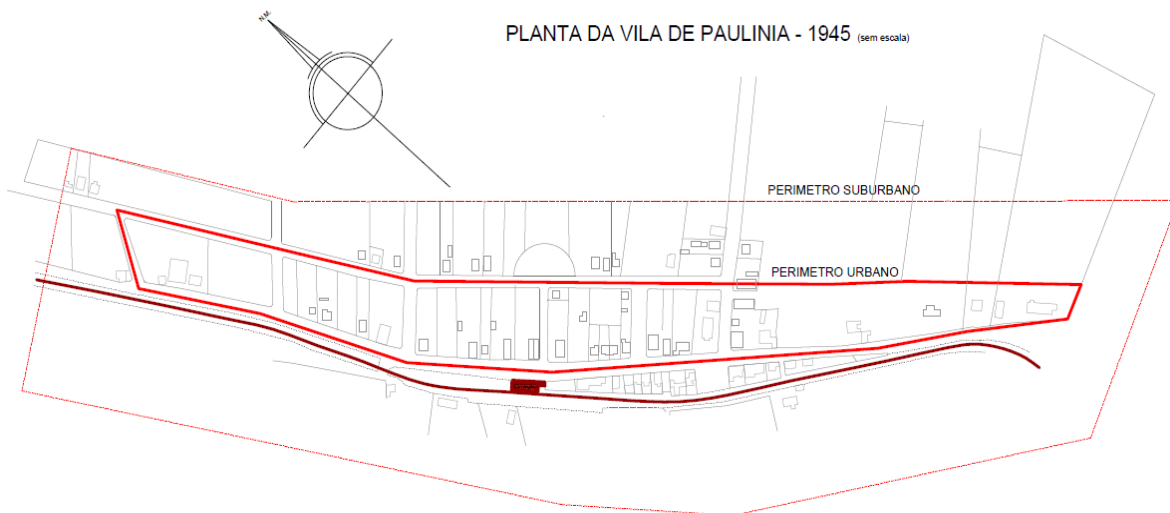 N.M.
PLANTA DA VILA DE PAULINIA - 1945 (sem escala)
PERIMETRO SUBURBANO
PERIMETRO URBANO